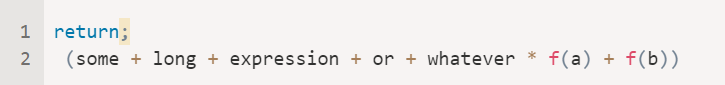 1 return;
2 (some + long + expression + or + whatever * f(a) + f(b))